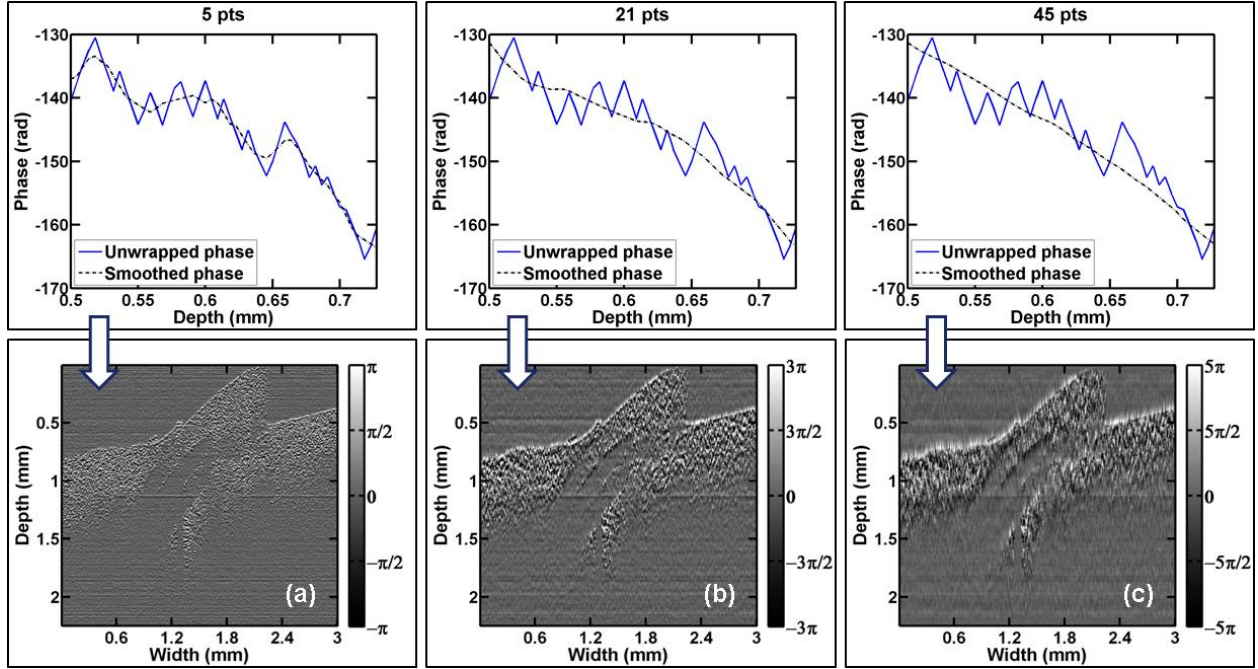 5 pts
-130
-140
-150
-160
-170
Phase (rad)
Unwrapped phase
Smoothed phase
0.5
0.55
0.6
0.65
0.7
Depth (mm)
21 pts
-130
-140
-150
-160
-170
Phase (rad)
Unwrapped phase
Smoothed phase
0.5
0.55
0.6
0.65
0.7
Depth (mm)
45 pts
-130
-140
-150
-160
-170
Phase (rad)
Unwrapped phase
Smoothed phase
0.5
0.55
0.6
0.65
0.7
Depth (mm)
0.5
1
1.5
2
Depth (mm)
(a)
0.6
1.2
1.8
2.4
3
Width (mm)
π
π/2
0
−π/2
−π
0.5
1
1.5
2
Depth (mm)
(b)
0.6
1.2
1.8
2.4
3
Width (mm)
3π
3π/2
0
−3π/2
−3π
0.5
1
1.5
2
Depth (mm)
(c)
0.6
1.2
1.8
2.4
3
Width (mm)
5π
5π/2
0
−5π/2
−5π